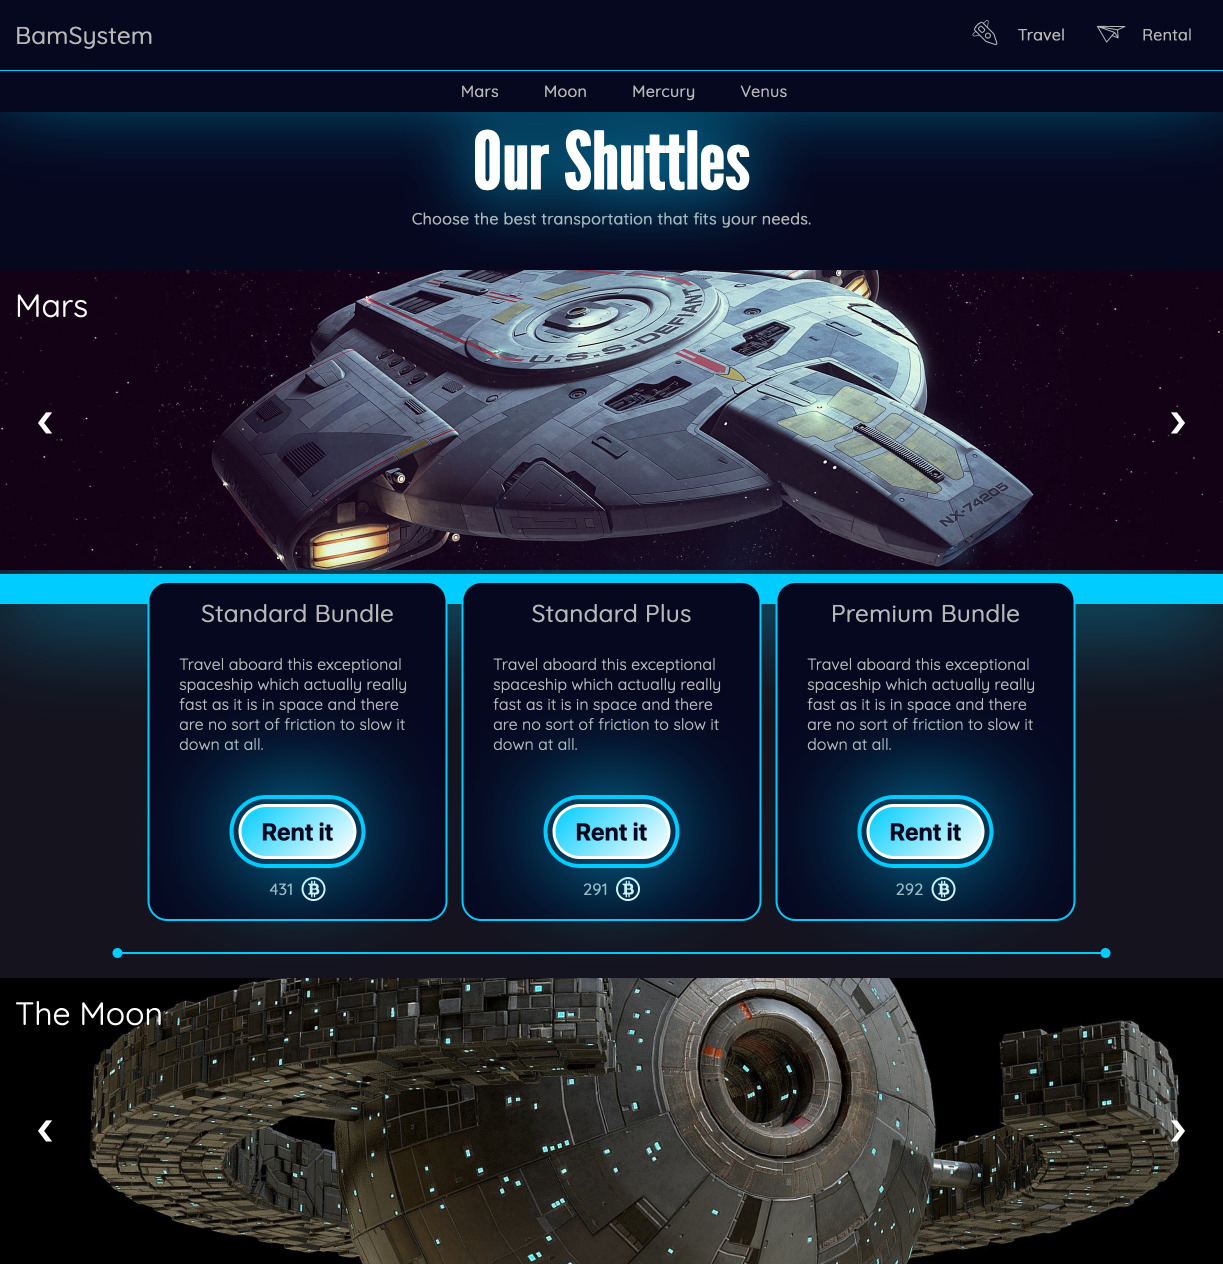 BamSystem
Travel
Rental
Mars
Moon
Mercury
Venus
Our Shuttles
Choose the best transportation that fits your needs.
Mars
U.S.S. DEFIANT
NX-74205
Standard Bundle
Travel aboard this exceptional
spaceship which actually really
fast as it is in space and there
are no sort of friction to slow it
down at all.
Rent it
431
Standard Plus
Travel aboard this exceptional
spaceship which actually really
fast as it is in space and there
are no sort of friction to slow it
down at all.
Rent it
291
Premium Bundle
Travel aboard this exceptional
spaceship which actually really
fast as it is in space and there
are no sort of friction to slow it
down at all.
Rent it
292
The Moon